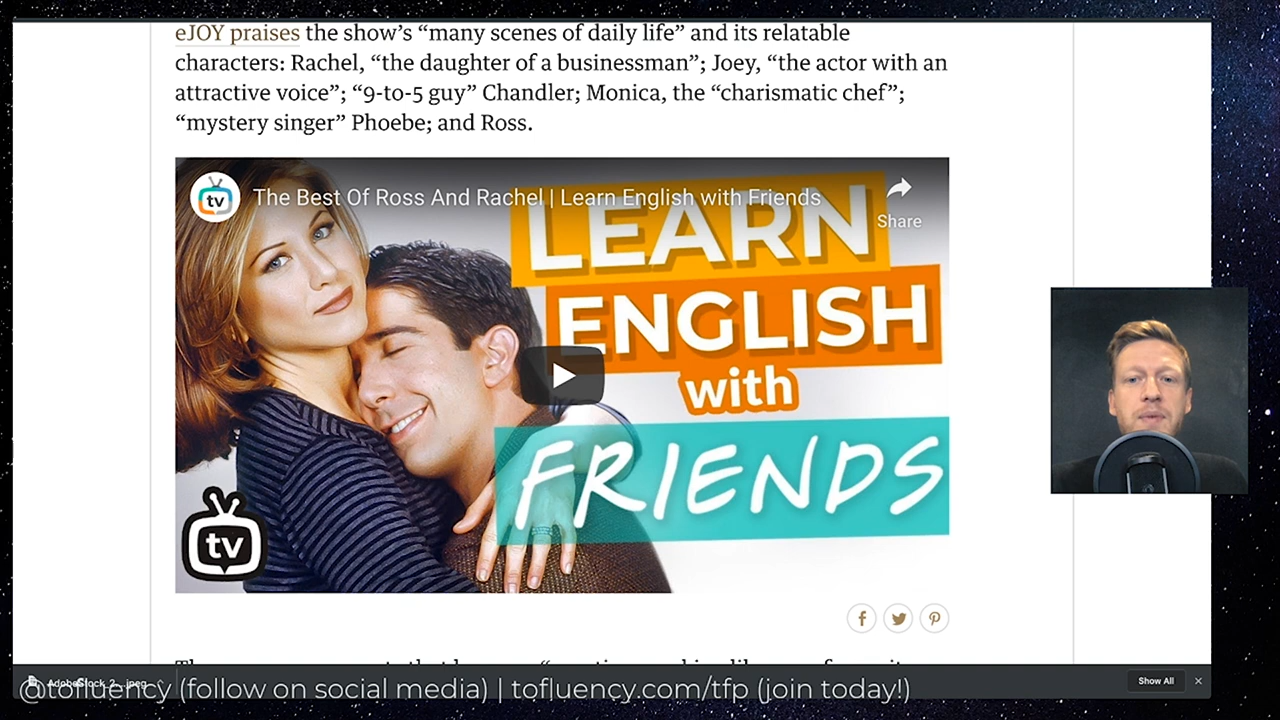 eJOY praises the show's “many scenes of daily life” and its relatable
characters: Rachel, “the daughter of a businessman”; Joey, “the actor with an
attractive voice”; “9-to-5 guy” Chandler; Monica, the “charismatic chef”;
“mystery singer” Phoebe; and Ross.
tv
The Best Of Ross And Rachel | Learn English with Friends
Share
LEARN
ENGLISH
with
FRIENDS
tv
@tofluency (follow on social media) | tofluency.com/tfp (join today!)
Show All